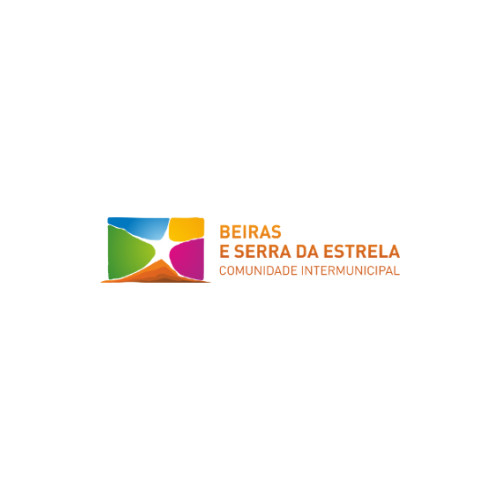 BEIRAS
E SERRA DA ESTRELA
COMUNIDADE INTERMUNICIPAL